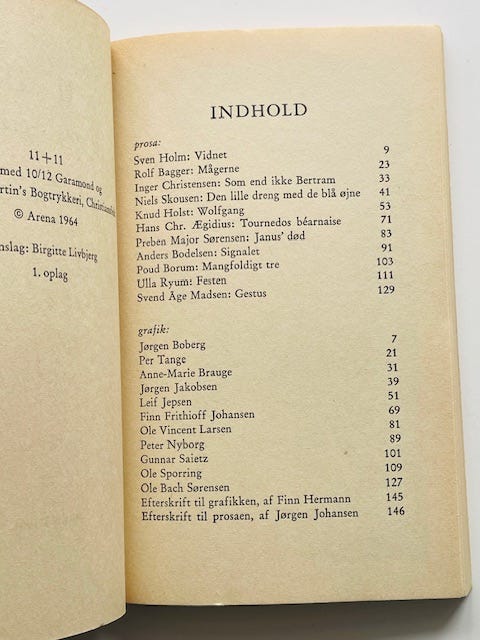 11+11
med 10/12 Garamond og
rtin's Bogtrykkeri, Christiansfe
© Arena 1964
nslag: Birgitte Livbjerg
1. oplag
INDHOLD
prosa:
Sven Holm: Vidnet 9
Rolf Bagger: Mågerne 23
Inger Christensen: Som end ikke Bertram 33
Niels Skousen: Den lille dreng med de blå øjne 41
Knud Holst: Wolfgang 53
Hans Chr. Ægidius: Tournedos béarnaise 71
Preben Major Sørensen: Janus' død 83
Anders Bodelsen: Signalet 91
Poud Borum: Mangfoldigt tre 103
Ulla Ryum: Festen 111
Svend Åge Madsen: Gestus 129
grafik:
Jørgen Boberg 7
Per Tange 21
Anne-Marie Brauge 31
Jørgen Jakobsen 39
Leif Jepsen 51
Finn Frithioff Johansen 69
Ole Vincent Larsen 81
Peter Nyborg 89
Gunnar Saietz 101
Ole Sporring 109
Ole Bach Sørensen 127
Efterskrift til grafikken, af Finn Hermann 145
Efterskrift til prosaen, af Jørgen Johansen 146